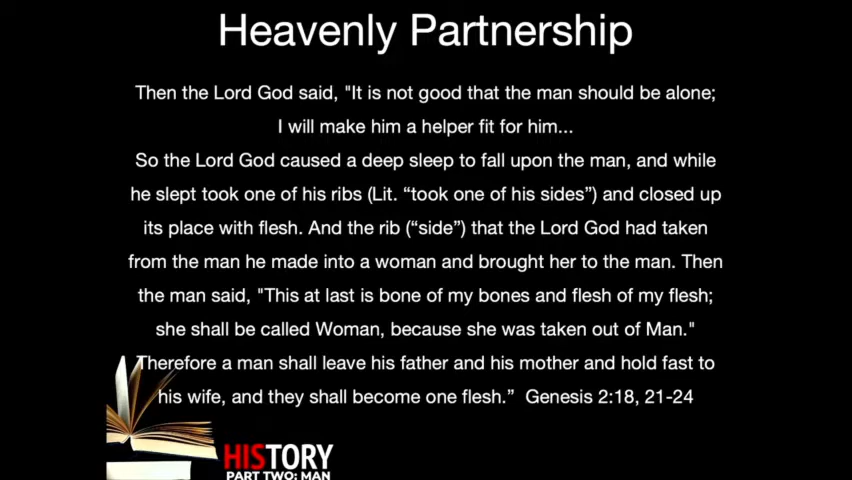 Heavenly Partnership
Then the Lord God said, "It is not good that the man should be alone;
I will make him a helper fit for him...
So the Lord God caused a deep sleep to fall upon the man, and while
he slept took one of his ribs (Lit. “took one of his sides”) and closed up
its place with flesh. And the rib (“side”) that the Lord God had taken
from the man he made into a woman and brought her to the man. Then
the man said, "This at last is bone of my bones and flesh of my flesh;
she shall be called Woman, because she was taken out of Man."
Therefore a man shall leave his father and his mother and hold fast to
his wife, and they shall become one flesh.” Genesis 2:18, 21-24
HISTORY
PART TWO: MAN